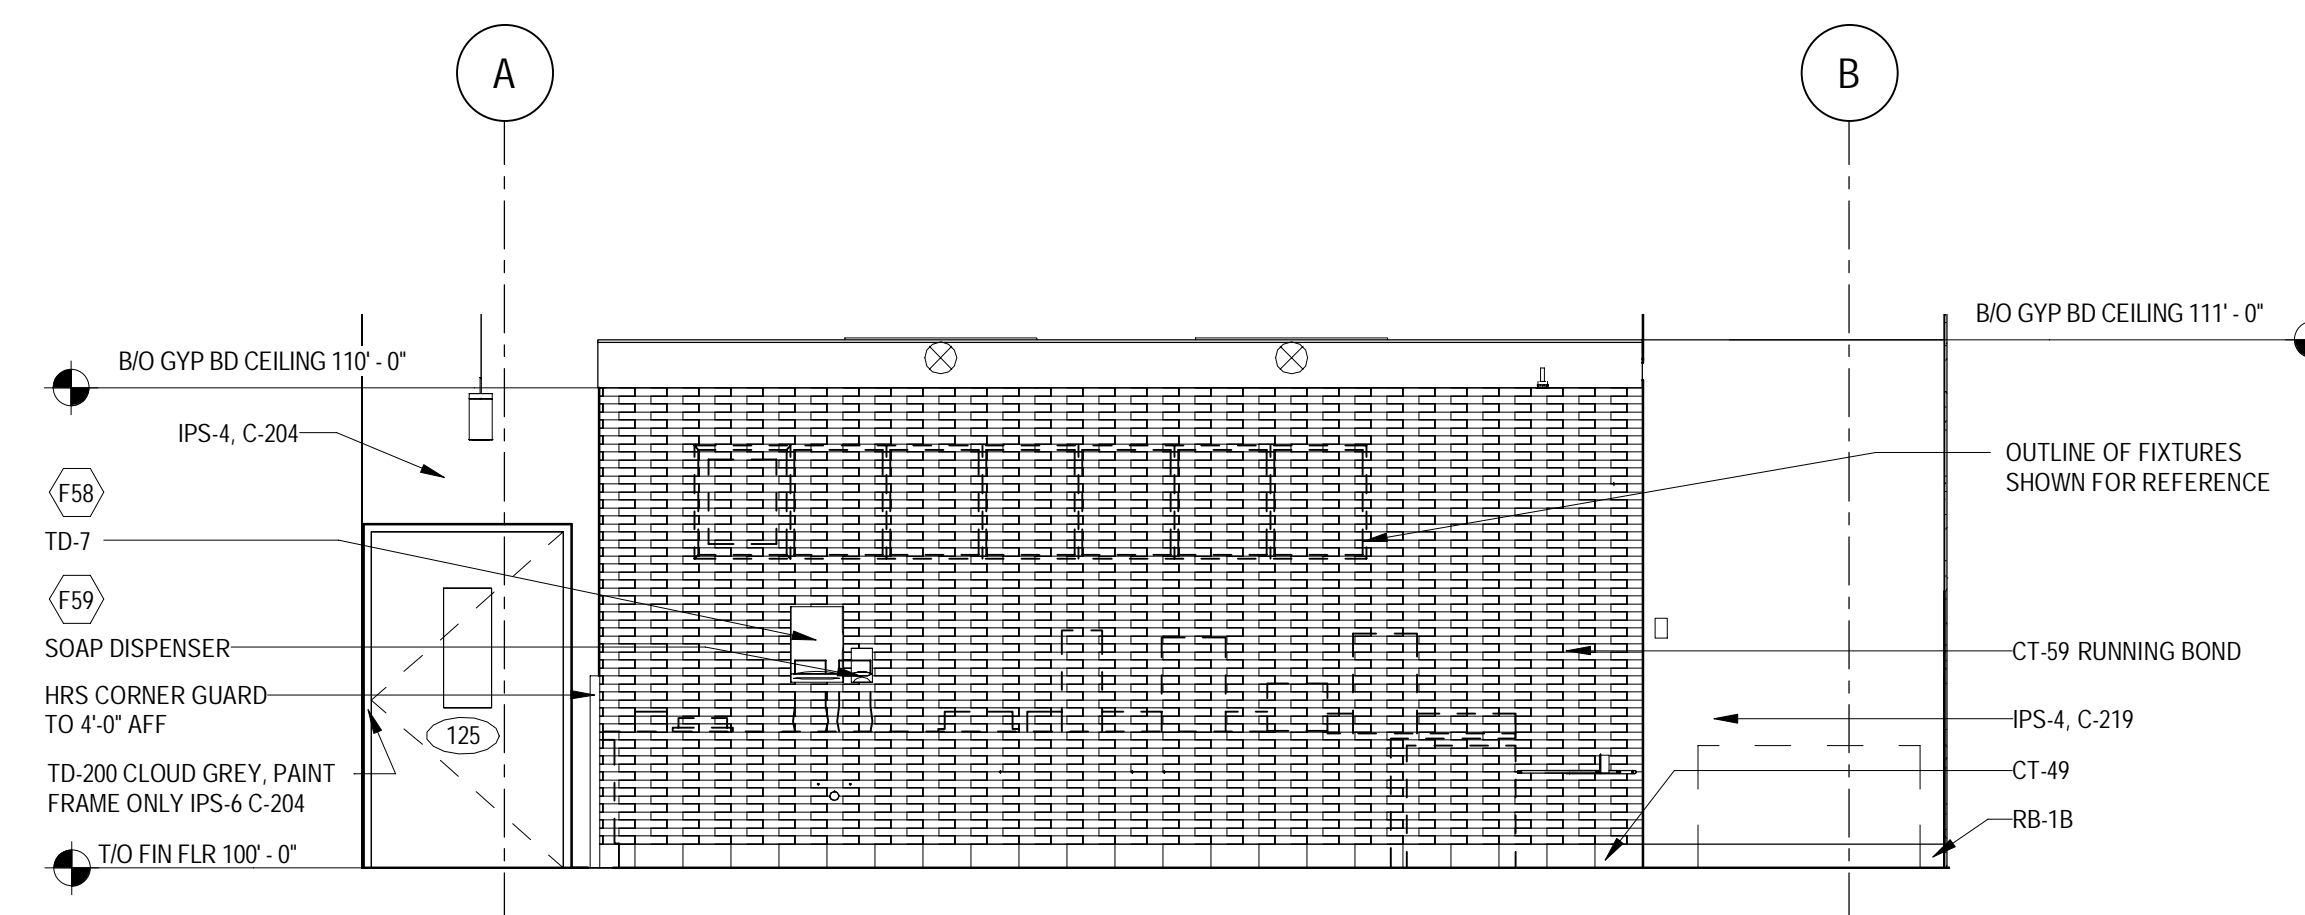 A
B
B/O GYP BD CEILING 111' - 0"
B/O GYP BD CEILING 110' - 0"
IPS-4, C-204
F58
TD-7
F59
SOAP DISPENSER
HRS CORNER GUARD
TO 4'-0" AFF
125
TD-200 CLOUD GREY, PAINT
FRAME ONLY IPS-6 C-204
T/O FIN FLR 100' - 0"
OUTLINE OF FIXTURES
SHOWN FOR REFERENCE
CT-59 RUNNING BOND
IPS-4, C-219
CT-49
RB-1B